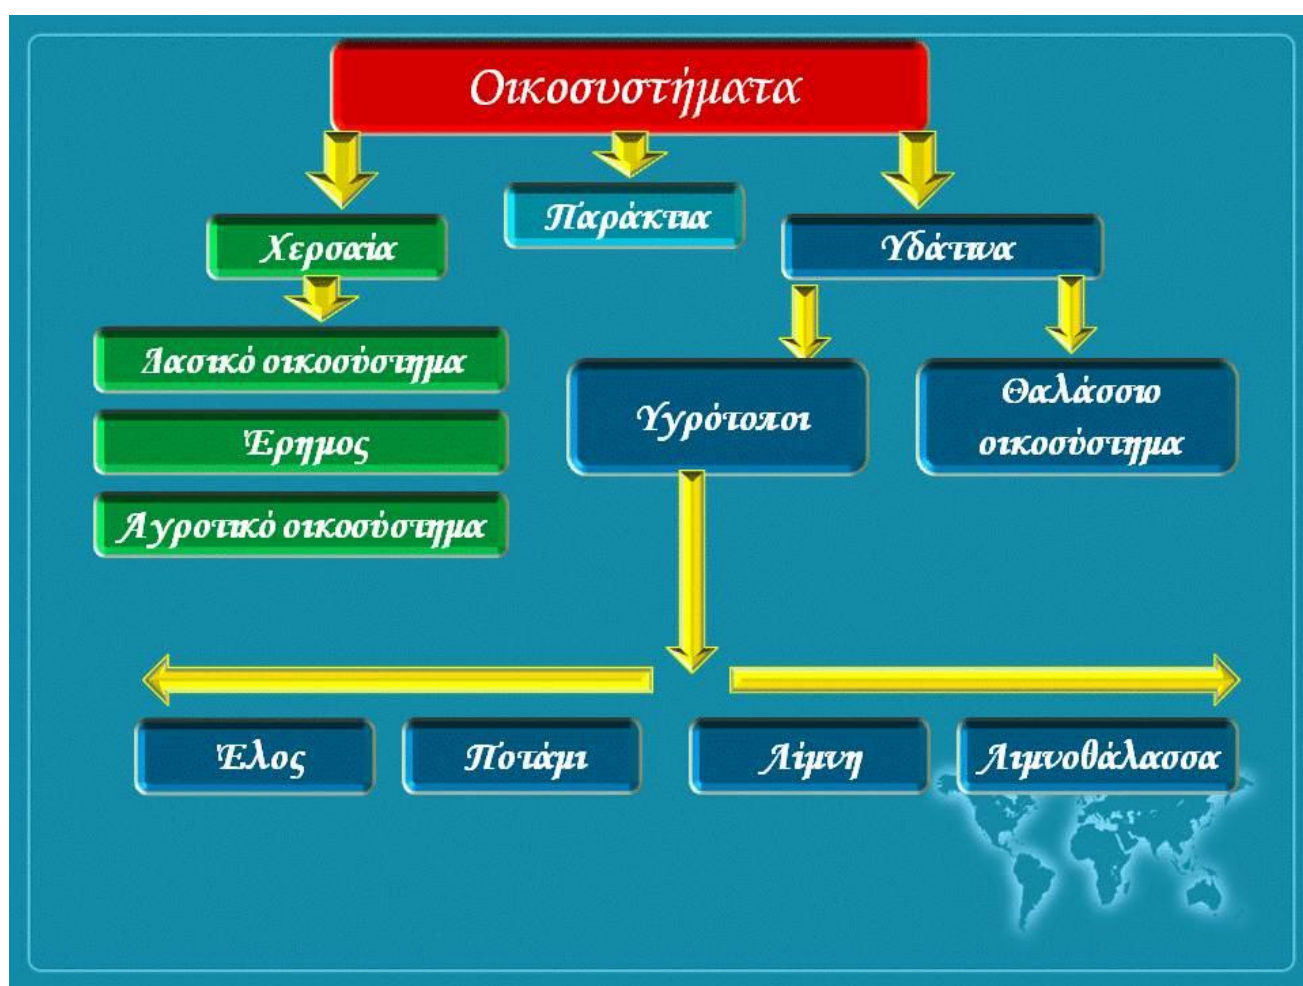 Οικοσυστήματα
Παράκτια
Χερσαία
Υδάτινα
Δασικό οικοσύστημα
Έρημος
Αγροτικό οικοσύστημα
Υγρότοποι
Θαλάσσιο
οικοσύστημα
Έλος
Ποτάμι
Λίμνη
Λιμνοθάλασσα